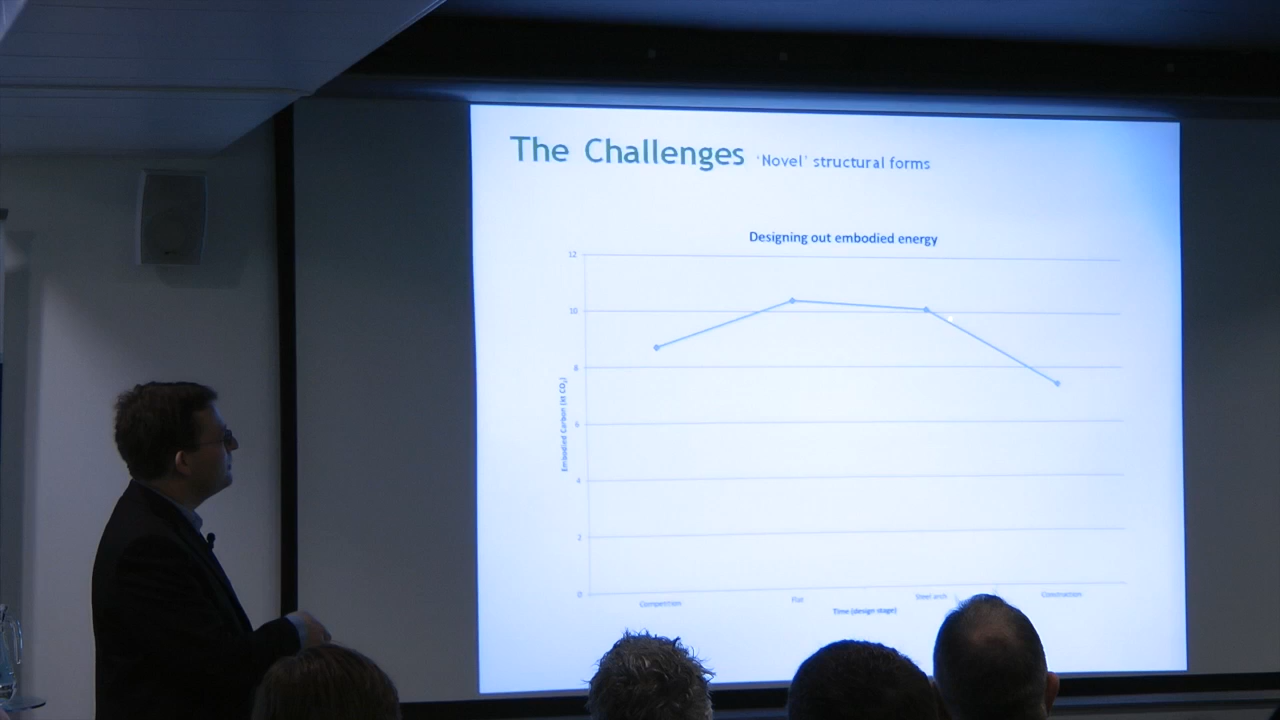 The Challenges 'Novel' structural forms
Designing out embodied energy
12
10
8
6
4
2
0
Embodied Carbon (kt CO₂)
Competition
Flat
Steel arch
Construction
Time (design stage)